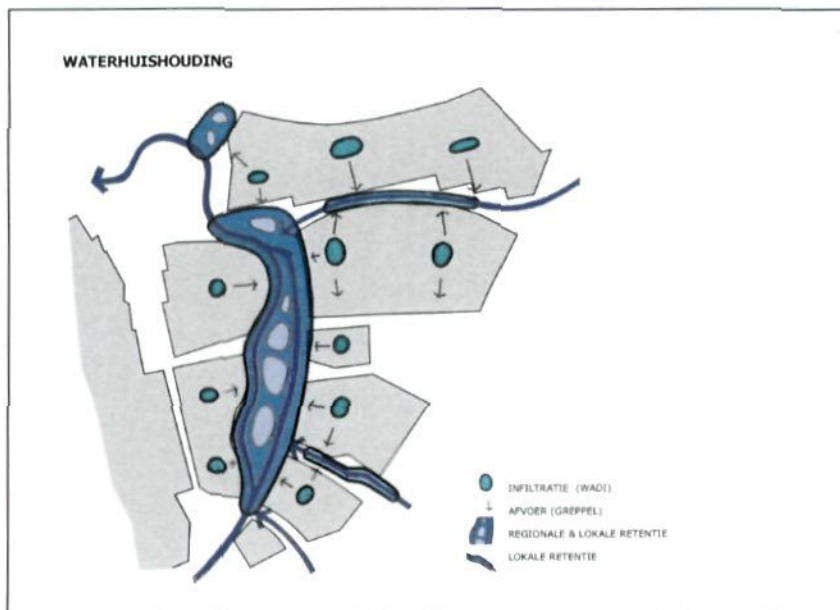 WATERHUISHOUDING
INFILTRATIE (WADI)
AFVOER (GREPPEL)
REGIONALE & LOKALE RETENTIE
LOKALE RETENTIE